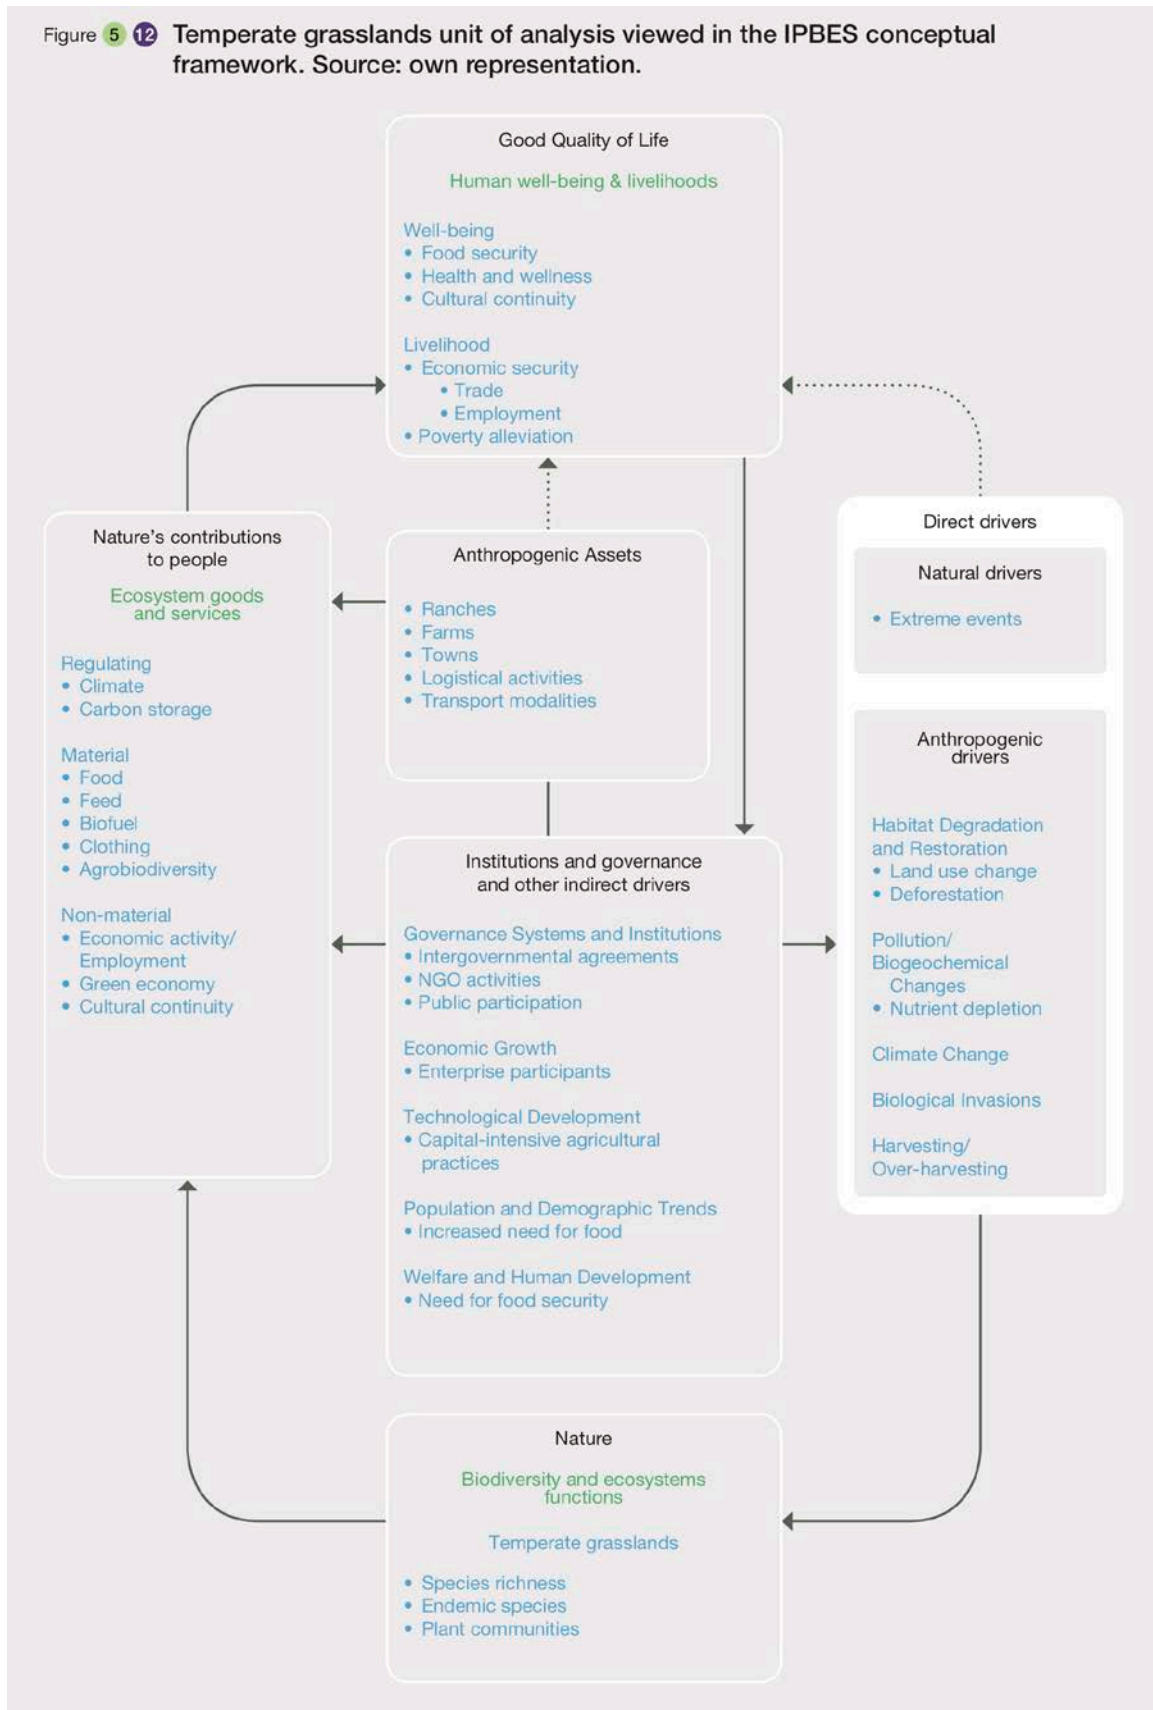 Figure 5 12 Temperate grasslands unit of analysis viewed in the IPBES conceptual
framework. Source: own representation.
Good Quality of Life
Human well-being & livelihoods
Well-being
• Food security
• Health and wellness
• Cultural continuity
Livelihood
• Economic security
• Trade
• Employment
• Poverty alleviation
Nature's contributions
to people
Ecosystem goods
and services
Regulating
• Climate
• Carbon storage
Material
• Food
• Feed
• Biofuel
• Clothing
• Agrobiodiversity
Non-material
• Economic activity/
Employment
• Green economy
• Cultural continuity
Anthropogenic Assets
• Ranches
• Farms
• Towns
• Logistical activities
• Transport modalities
Institutions and governance
and other indirect drivers
Governance Systems and Institutions
• Intergovernmental agreements
• NGO activities
• Public participation
Economic Growth
• Enterprise participants
Technological Development
• Capital-intensive agricultural
practices
Population and Demographic Trends
• Increased need for food
Welfare and Human Development
• Need for food security
Direct drivers
Natural drivers
• Extreme events
Anthropogenic
drivers
Habitat Degradation
and Restoration
• Land use change
• Deforestation
Pollution/
Biogeochemical
Changes
• Nutrient depletion
Climate Change
Biological Invasions
Harvesting/
Over-harvesting
Nature
Biodiversity and ecosystems
functions
Temperate grasslands
• Species richness
• Endemic species
• Plant communities